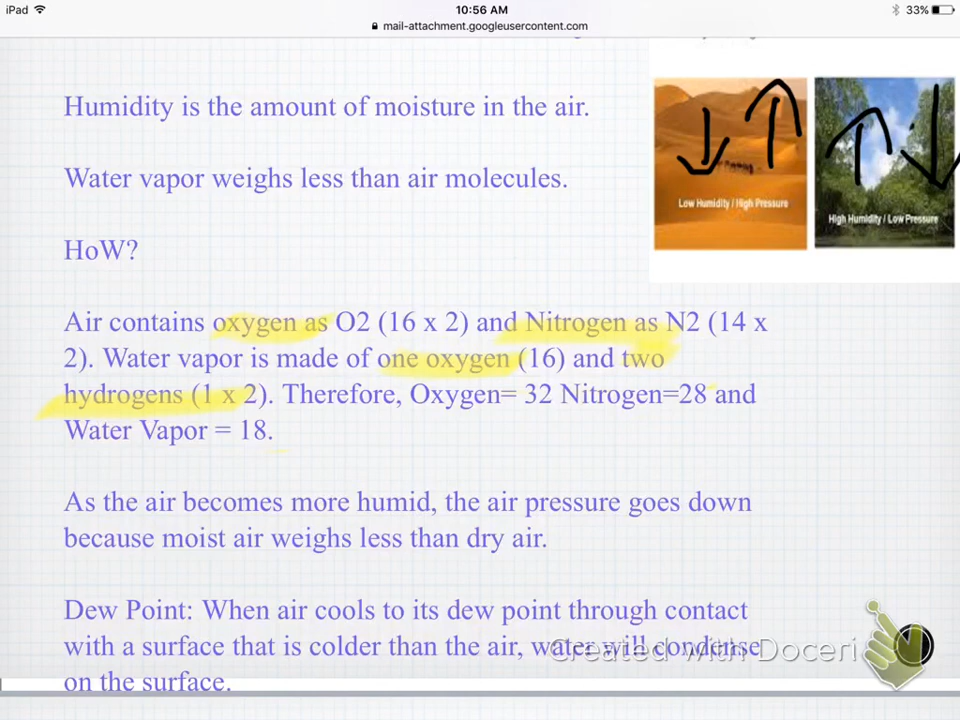 iPad
10:56 AM
33%
mail-attachment.googleusercontent.com
Humidity is the amount of moisture in the air.
Water vapor weighs less than air molecules.
HoW?
Low Humidity / High Pressure
High Humidity / Low Pressure
Air contains oxygen as O2 (16 x 2) and Nitrogen as N2 (14 x
2). Water vapor is made of one oxygen (16) and two
hydrogens (1 x 2). Therefore, Oxygen= 32 Nitrogen=28 and
Water Vapor = 18.
As the air becomes more humid, the air pressure goes down
because moist air weighs less than dry air.
Dew Point: When air cools to its dew point through contact
with a surface that is colder than the air, water will condense
on the surface.
Created with Doceri